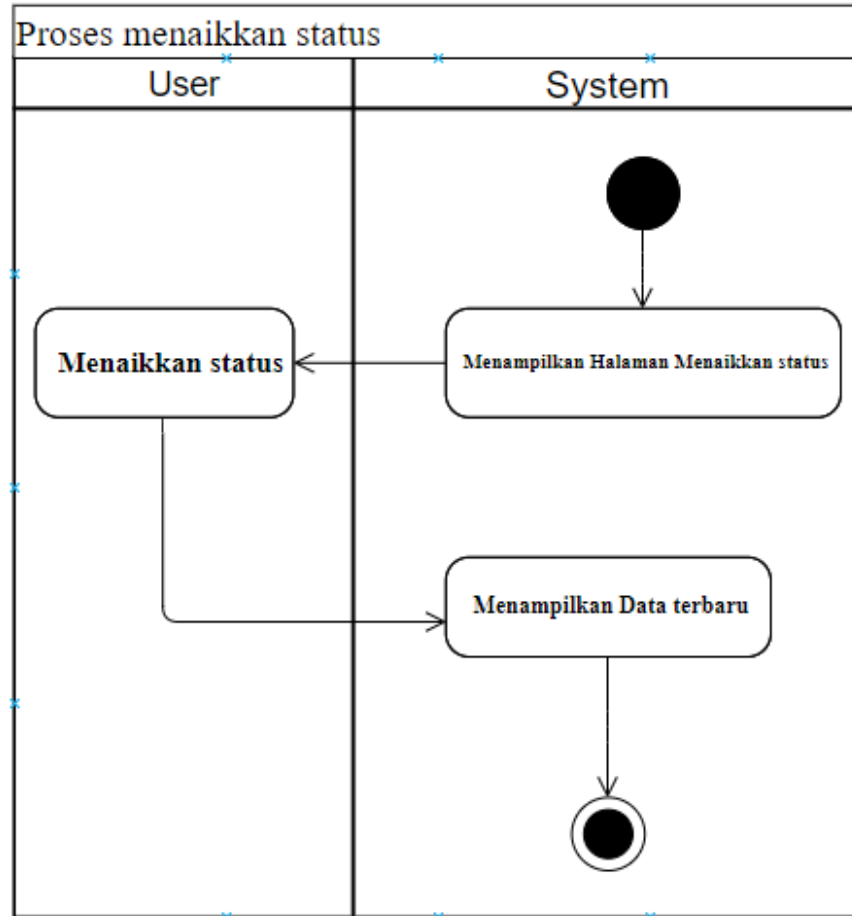 Proses menaikkan status
User
System
Menaikkan status
Menampilkan Halaman Menaikkan status
Menampilkan Data terbaru